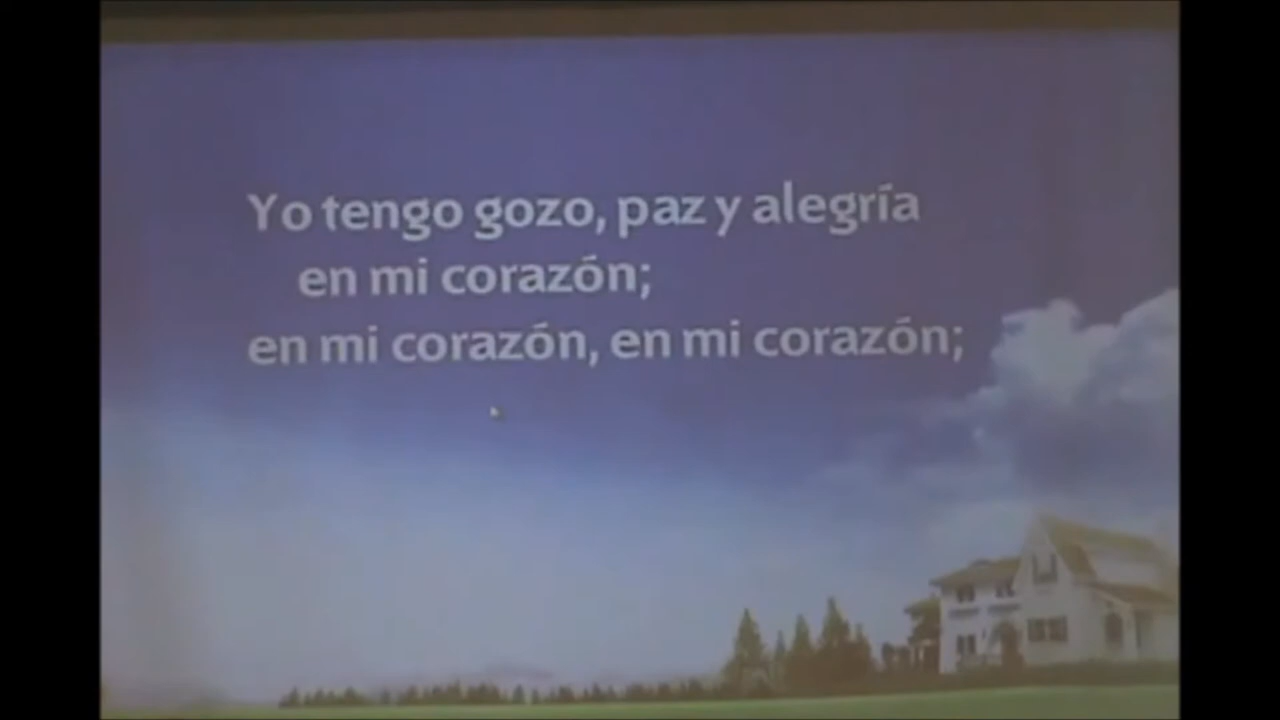 Yo tengo gozo, paz y alegría
en mi corazón;
en mi corazón, en mi corazón;